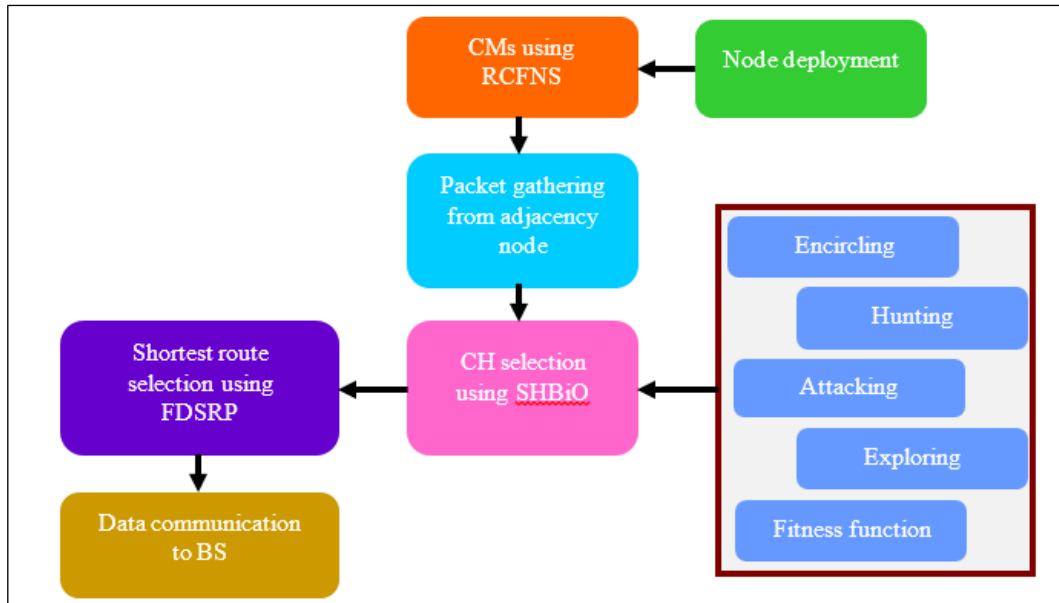 CMs using
RCFNS
Node deployment
Packet gathering
from adjacency
node
Encircling
Hunting
Attacking
Exploring
Fitness function
CH selection
using SHBiO
Shortest route
selection using
FDSRP
Data communication
to BS